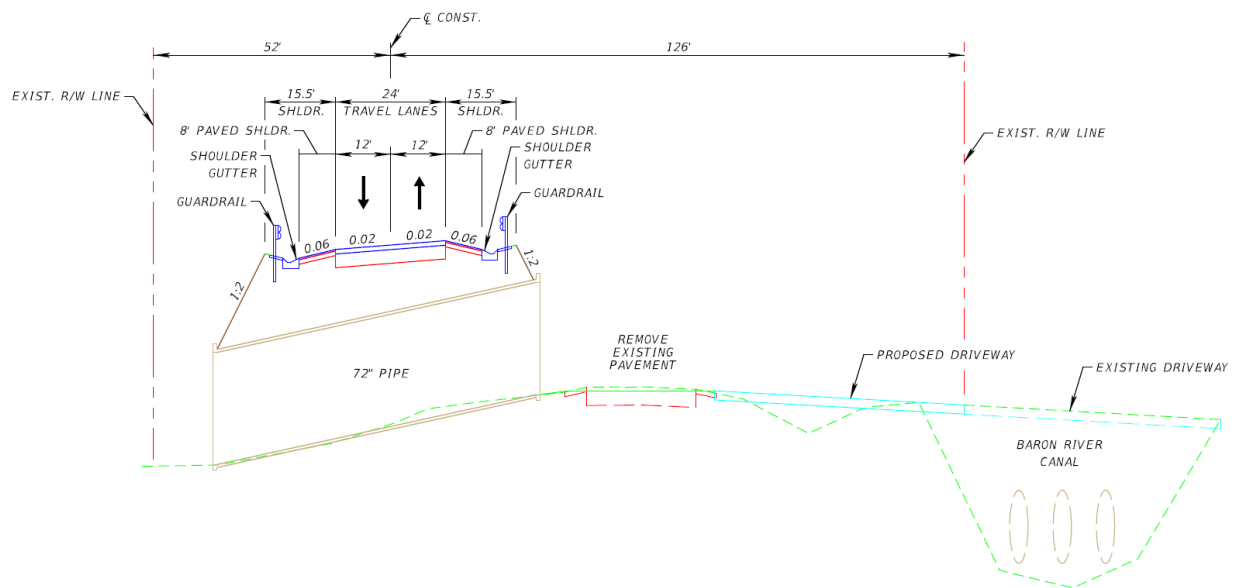 ℄ CONST.
52'
126'
EXIST. R/W LINE
15.5'
24'
15.5'
SHLDR.
TRAVEL LANES
SHLDR.
8' PAVED SHLDR.
8' PAVED SHLDR.
EXIST. R/W LINE
12'
12'
SHOULDER
GUTTER
SHOULDER
GUTTER
GUARDRAIL
GUARDRAIL
0.06
0.02
0.02
0.06
1:2
1:2
REMOVE
EXISTING
PAVEMENT
PROPOSED DRIVEWAY
EXISTING DRIVEWAY
72" PIPE
BARON RIVER
CANAL